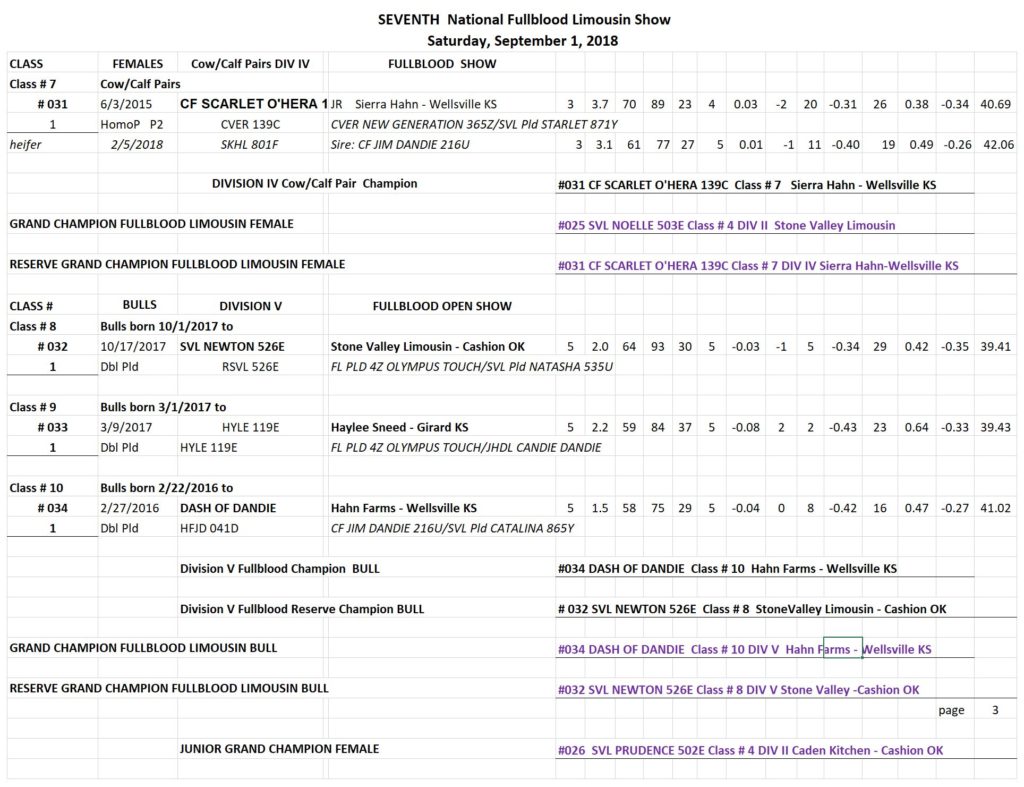 SEVENTH National Fullblood Limousin Show
Saturday, September 1, 2018
CLASS FEMALES Cow/Calf Pairs DIV IV FULLBLOOD SHOW
Class # 7 Cow/Calf Pairs
# 031 6/3/2015 CF SCARLET O'HERA 1 JR Sierra Hahn - Wellsville KS 3 3.7 70 89 23 4 0.03 -2 20 -0.31 26 0.38 -0.34 40.69
1 HomoP P2 CVER 139C CVER NEW GENERATION 365Z/SVL Pld STARLET 871Y
heifer 2/5/2018 SKHL 801F Sire: CF JIM DANDIE 216U 3 3.1 61 77 27 5 0.01 -1 11 -0.40 19 0.49 -0.26 42.06
DIVISION IV Cow/Calf Pair Champion #031 CF SCARLET O'HERA 139C Class # 7 Sierra Hahn - Wellsville KS
GRAND CHAMPION FULLBLOOD LIMOUSIN FEMALE #025 SVL NOELLE 503E Class # 4 DIV II Stone Valley Limousin
RESERVE GRAND CHAMPION FULLBLOOD LIMOUSIN FEMALE #031 CF SCARLET O'HERA 139C Class # 7 DIV IV Sierra Hahn-Wellsville KS
CLASS # BULLS DIVISION V FULLBLOOD OPEN SHOW
Class # 8 Bulls born 10/1/2017 to
# 032 10/17/2017 SVL NEWTON 526E Stone Valley Limousin - Cashion OK 5 2.0 64 93 30 5 -0.03 -1 5 -0.34 29 0.42 -0.35 39.41
1 Dbl Pld RSVL 526E FL PLD 4Z OLYMPUS TOUCH/SVL Pld NATASHA 535U
Class # 9 Bulls born 3/1/2017 to
# 033 3/9/2017 HYLE 119E Haylee Sneed - Girard KS 5 2.2 59 84 37 5 -0.08 2 2 -0.43 23 0.64 -0.33 39.43
1 Dbl Pld HYLE 119E FL PLD 4Z OLYMPUS TOUCH/JHDL CANDIE DANDIE
Class # 10 Bulls born 2/22/2016 to
# 034 2/27/2016 DASH OF DANDIE Hahn Farms - Wellsville KS 5 1.5 58 75 29 5 -0.04 0 8 -0.42 16 0.47 -0.27 41.02
1 Dbl Pld HFJD 041D CF JIM DANDIE 216U/SVL Pld CATALINA 865Y
Division V Fullblood Champion BULL #034 DASH OF DANDIE Class # 10 Hahn Farms - Wellsville KS
Division V Fullblood Reserve Champion BULL # 032 SVL NEWTON 526E Class # 8 StoneValley Limousin - Cashion OK
GRAND CHAMPION FULLBLOOD LIMOUSIN BULL #034 DASH OF DANDIE Class # 10 DIV V Hahn Farms - Wellsville KS
RESERVE GRAND CHAMPION FULLBLOOD LIMOUSIN BULL #032 SVL NEWTON 526E Class # 8 DIV V Stone Valley -Cashion OK
page 3
JUNIOR GRAND CHAMPION FEMALE #026 SVL PRUDENCE 502E Class # 4 DIV II Caden Kitchen - Cashion OK